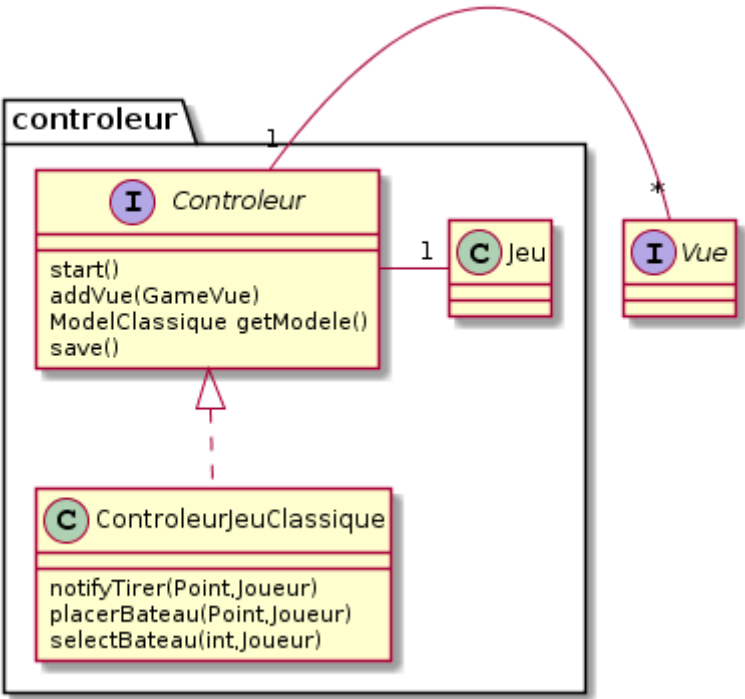 controleur
1
*
I Controleur
start()
addVue(GameVue)
ModelClassique getModele()
save()
1
C Jeu
I Vue
C ControleurJeuClassique
notifyTirer(Point,Joueur)
placerBateau(Point,Joueur)
selectBateau(int,Joueur)